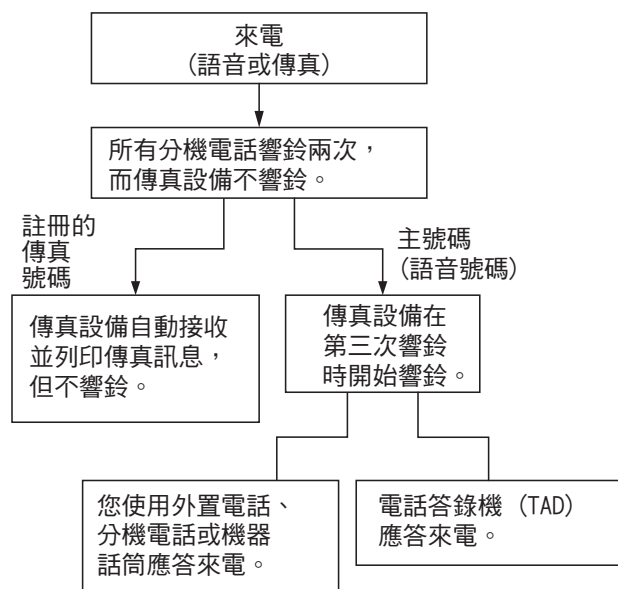 來電
(語音或傳真)
所有分機電話響鈴兩次，
而傳真設備不響鈴。
註冊的
傳真
號碼
主號碼
(語音號碼)
傳真設備自動接收
並列印傳真訊息，
但不響鈴。
傳真設備在
第三次響鈴
時開始響鈴。
您使用外置電話、
分機電話或機器
話筒應答來電。
電話答錄機 (TAD)
應答來電。